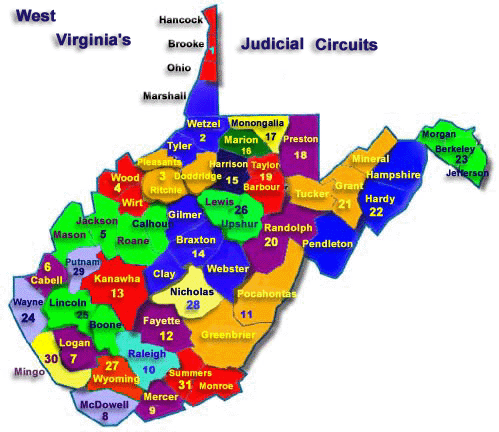 West
Virginia's
Judicial Circuits
Hancock
Brooke
1
Ohio
Marshall
Wetzel
2
Tyler
Monongalia
17
Marion
16
Preston
18
Pleasants
3
Doddridge
Ritchie
Harrison
15
Taylor
19
Barbour
Morgan
Berkeley
23
Jefferson
Mineral
Hampshire
Grant
21
Hardy
22
Tucker
Wood
4
Wirt
Gilmer
Lewis
26
Upshur
Randolph
20
Pendleton
Jackson
5
Mason
Roane
Calhoun
Braxton
14
Clay
Webster
Pocahontas
11
Greenbrier
6
Cabell
Putnam
29
Kanawha
13
Nicholas
28
Wayne
24
Lincoln
25
Boone
Fayette
12
Logan
7
30
Mingo
Raleigh
10
27
Wyoming
Summers
31
Monroe
McDowell
8
Mercer
9